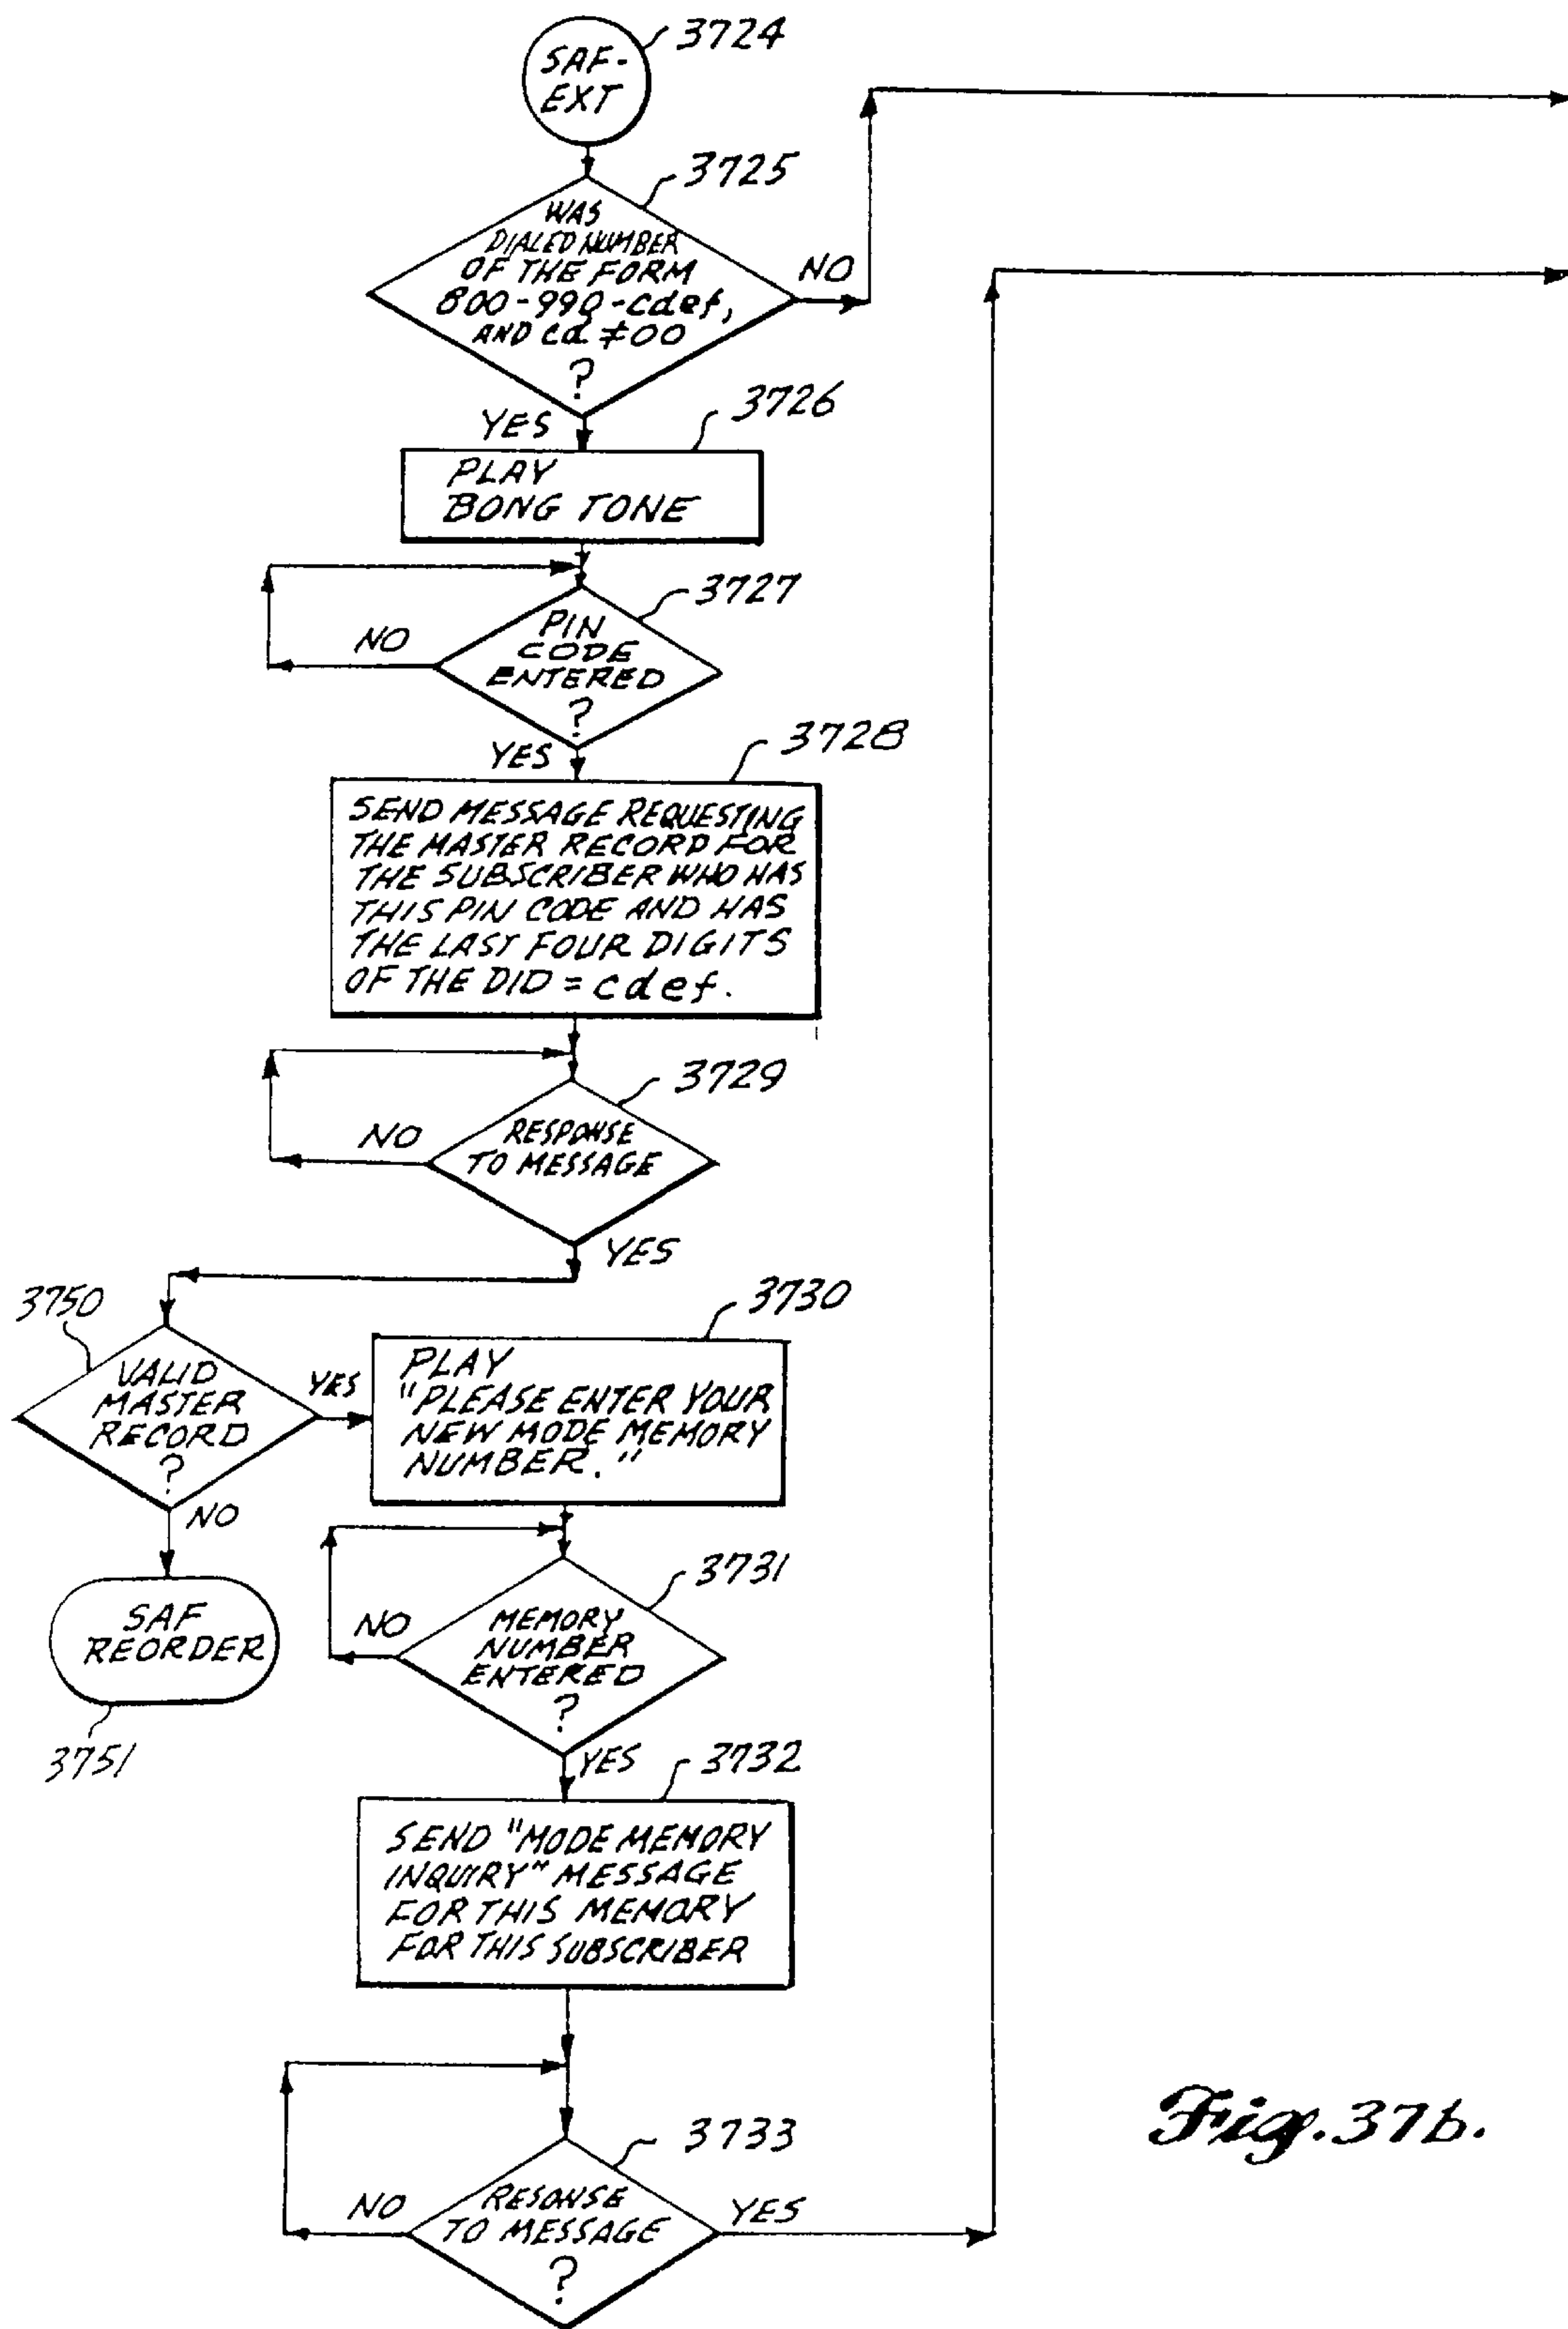 3724
SAF-
EXT
3725
WAS
DIALED NUMBER
OF THE FORM
800-990-cdef,
AND cd ≠ 00
?
NO
YES
3726
PLAY
BONG TONE
3727
PIN
CODE
ENTERED
?
NO
YES
3728
SEND MESSAGE REQUESTING
THE MASTER RECORD FOR
THE SUBSCRIBER WHO HAS
THIS PIN CODE AND HAS
THE LAST FOUR DIGITS
OF THE DID = cdef.
3729
RESPONSE
TO MESSAGE
NO
YES
3750
VALID
MASTER
RECORD
?
YES
NO
SAF
REORDER
3751
3730
PLAY
"PLEASE ENTER YOUR
NEW MODE MEMORY
NUMBER."
3731
MEMORY
NUMBER
ENTERED
?
NO
YES
3732
SEND "MODE MEMORY
INQUIRY" MESSAGE
FOR THIS MEMORY
FOR THIS SUBSCRIBER
3733
RESONSE
TO MESSAGE
?
NO
YES
Fig. 37b.